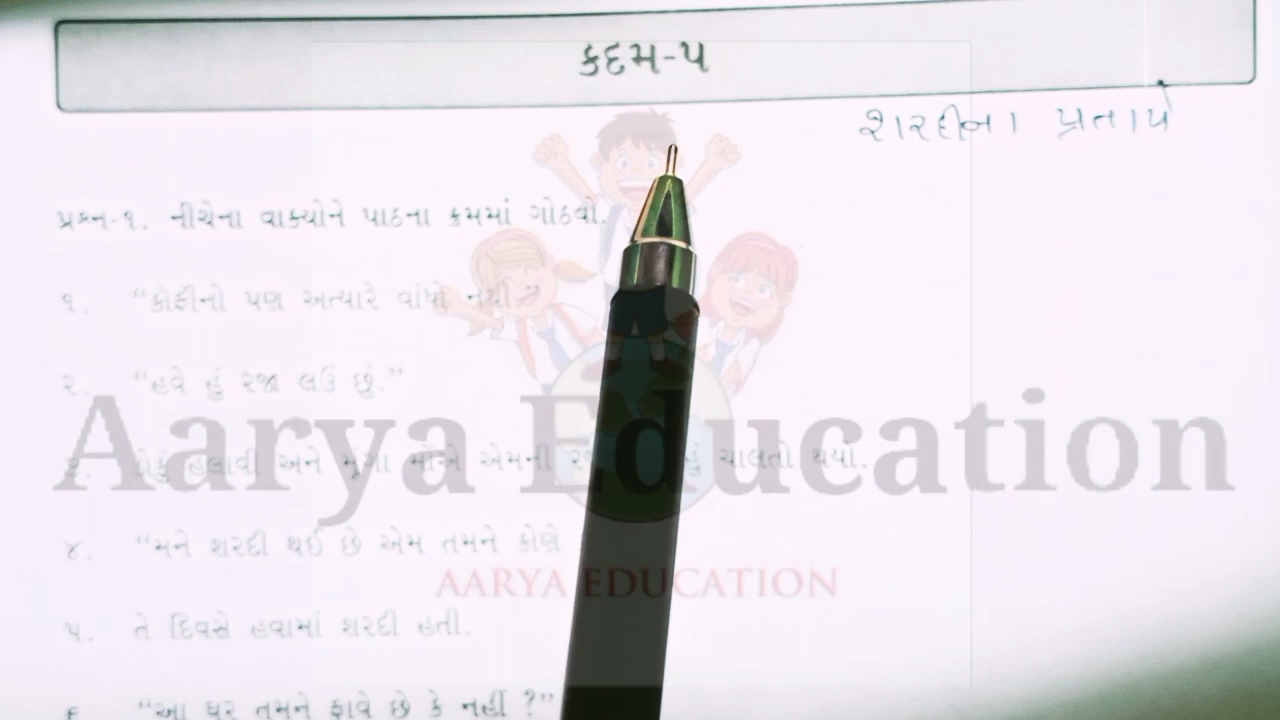 કદમ-૫
શરદીના પ્રતાપે
પ્રશ્ન-૧. નીચેના વાક્યોને પાઠના ક્રમમાં ગોઠવો.
૧. “કોફીનો પણ અત્યારે વાંધો નથી.”
૨. “હવે હું રજા લઉં છું.”
Aarya Education
૩. ડોકું હલાવી અને મૂંગા મોંએ એમની હું ચાલતો થયો.
૪. “મને શરદી થઈ છે એમ તમને કોણે
AARYA EDUCATION
૫. તે દિવસે હવામાં શરદી હતી.
૬ “આ ઘર તમને ફાવે છે કે નહીં ?”